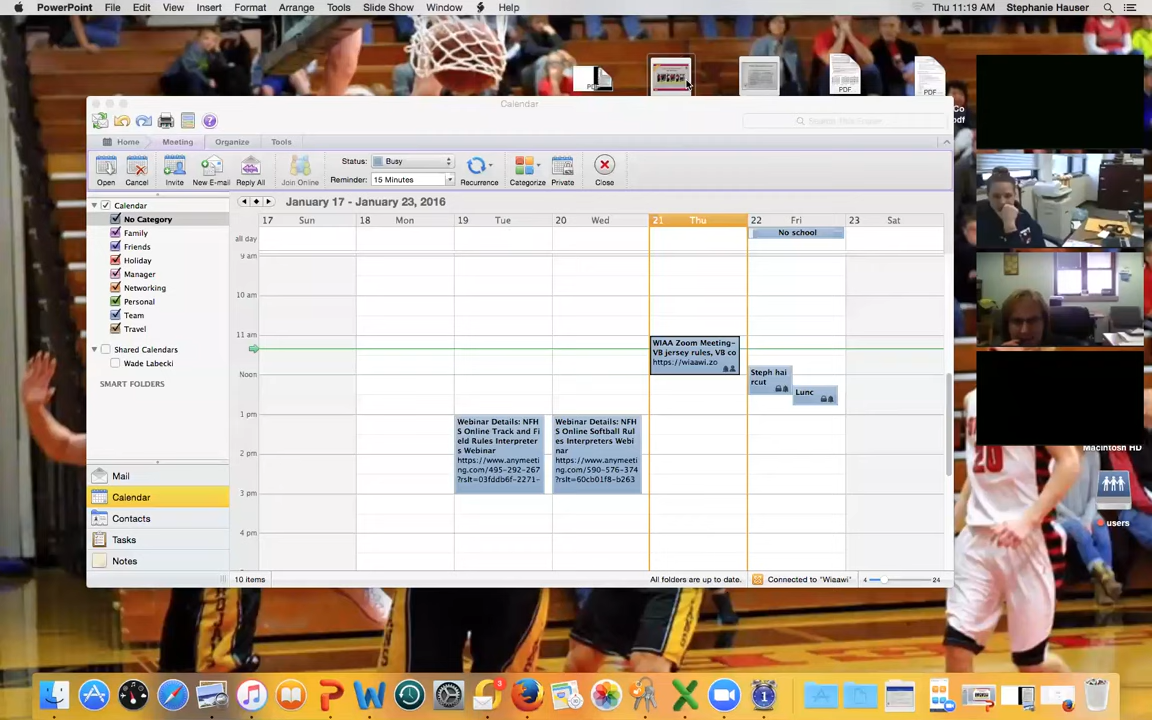 PowerPoint File Edit View Insert Format Arrange Tools Slide Show Window Help Thu 11:19 AM Stephanie Hauser
PDF
PDF
Calendar
Home Meeting Organize Tools
Open Cancel Invite New E-mail Reply All Join Online
Status: Busy
Reminder: 15 Minutes
Recurrence Categorize Private Close
January 17 - January 23, 2016
17 Sun 18 Mon 19 Tue 20 Wed 21 Thu 22 Fri 23 Sat
all day
No school
9 am
10 am
11 am
Noon
1 pm
2 pm
3 pm
4 pm
WIAA Zoom Meeting-
VB jersey rules, VB co
https://wiaawi.zo
Steph hai
rcut
Lunc
Webinar Details: NFH
S Online Track and Fi
eld Rules Interpreter
s Webinar
https://www.anymeeti
ng.com/495-292-267
?rslt=03fddb6f-2271-
Webinar Details: NFH
S Online Softball Rul
es Interpreters Webi
nar
https://www.anymeeti
ng.com/590-576-374
?rslt=60cb01f8-b263
Calendar
No Category
Family
Friends
Holiday
Manager
Networking
Personal
Team
Travel
Shared Calendars
Wade Labecki
SMART FOLDERS
Mail
Calendar
Contacts
Tasks
Notes
10 items
All folders are up to date.
Connected to "Wiaawi"
4 24
Macintosh HD
users
20
3
1